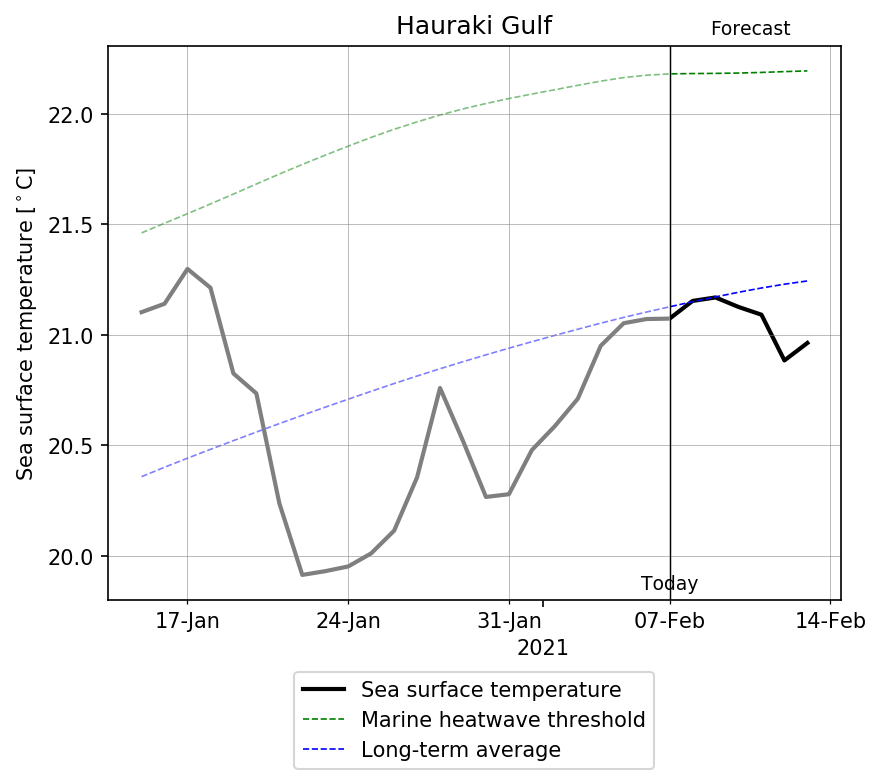 Hauraki Gulf
Forecast
Sea surface temperature [°C]
22.0
21.5
21.0
20.5
20.0
Today
17-Jan 24-Jan 31-Jan 07-Feb 14-Feb
2021
Sea surface temperature
Marine heatwave threshold
Long-term average